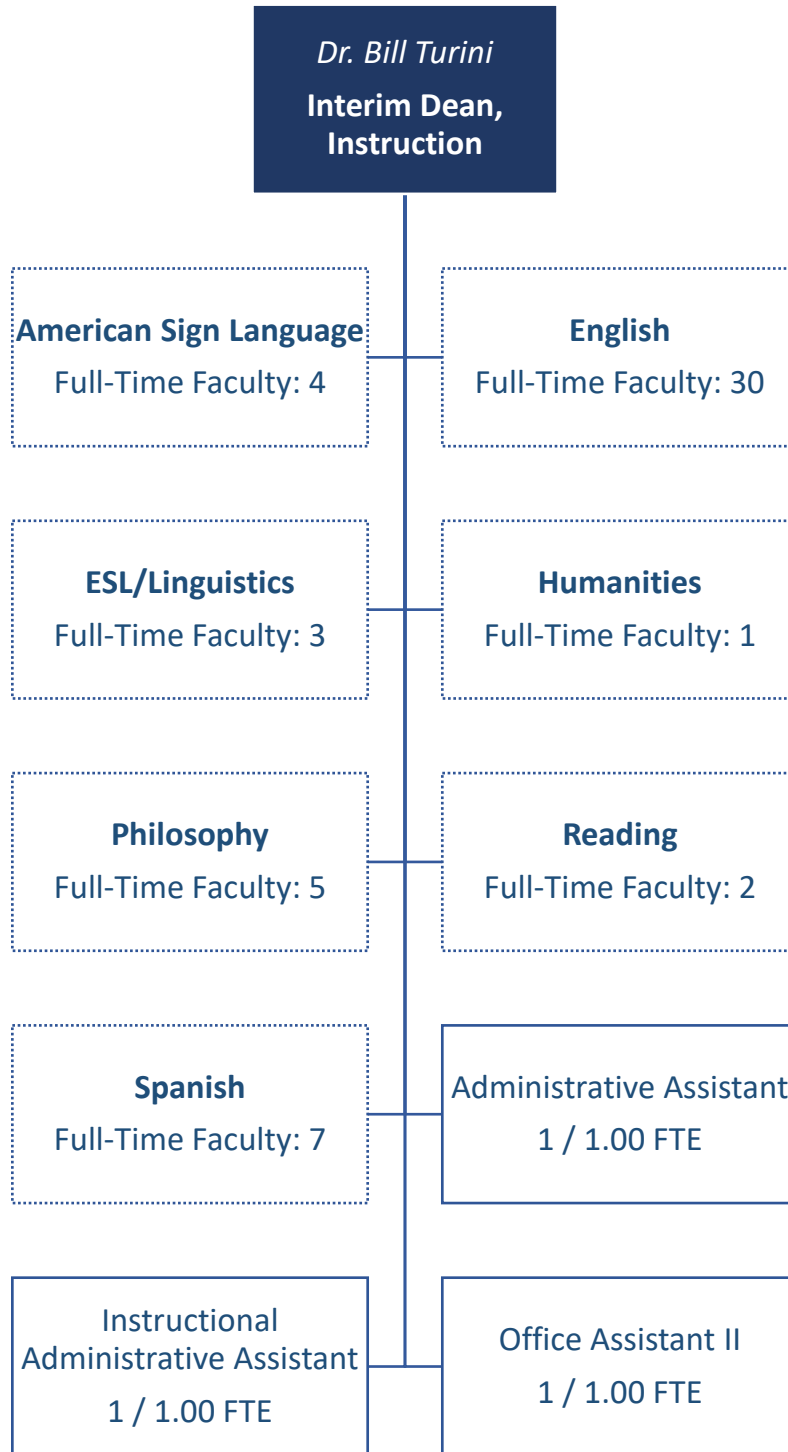 Dr. Bill Turini
Interim Dean,
Instruction
American Sign Language
Full-Time Faculty: 4
English
Full-Time Faculty: 30
ESL/Linguistics
Full-Time Faculty: 3
Humanities
Full-Time Faculty: 1
Philosophy
Full-Time Faculty: 5
Reading
Full-Time Faculty: 2
Spanish
Full-Time Faculty: 7
Administrative Assistant
1 / 1.00 FTE
Instructional
Administrative Assistant
1 / 1.00 FTE
Office Assistant II
1 / 1.00 FTE